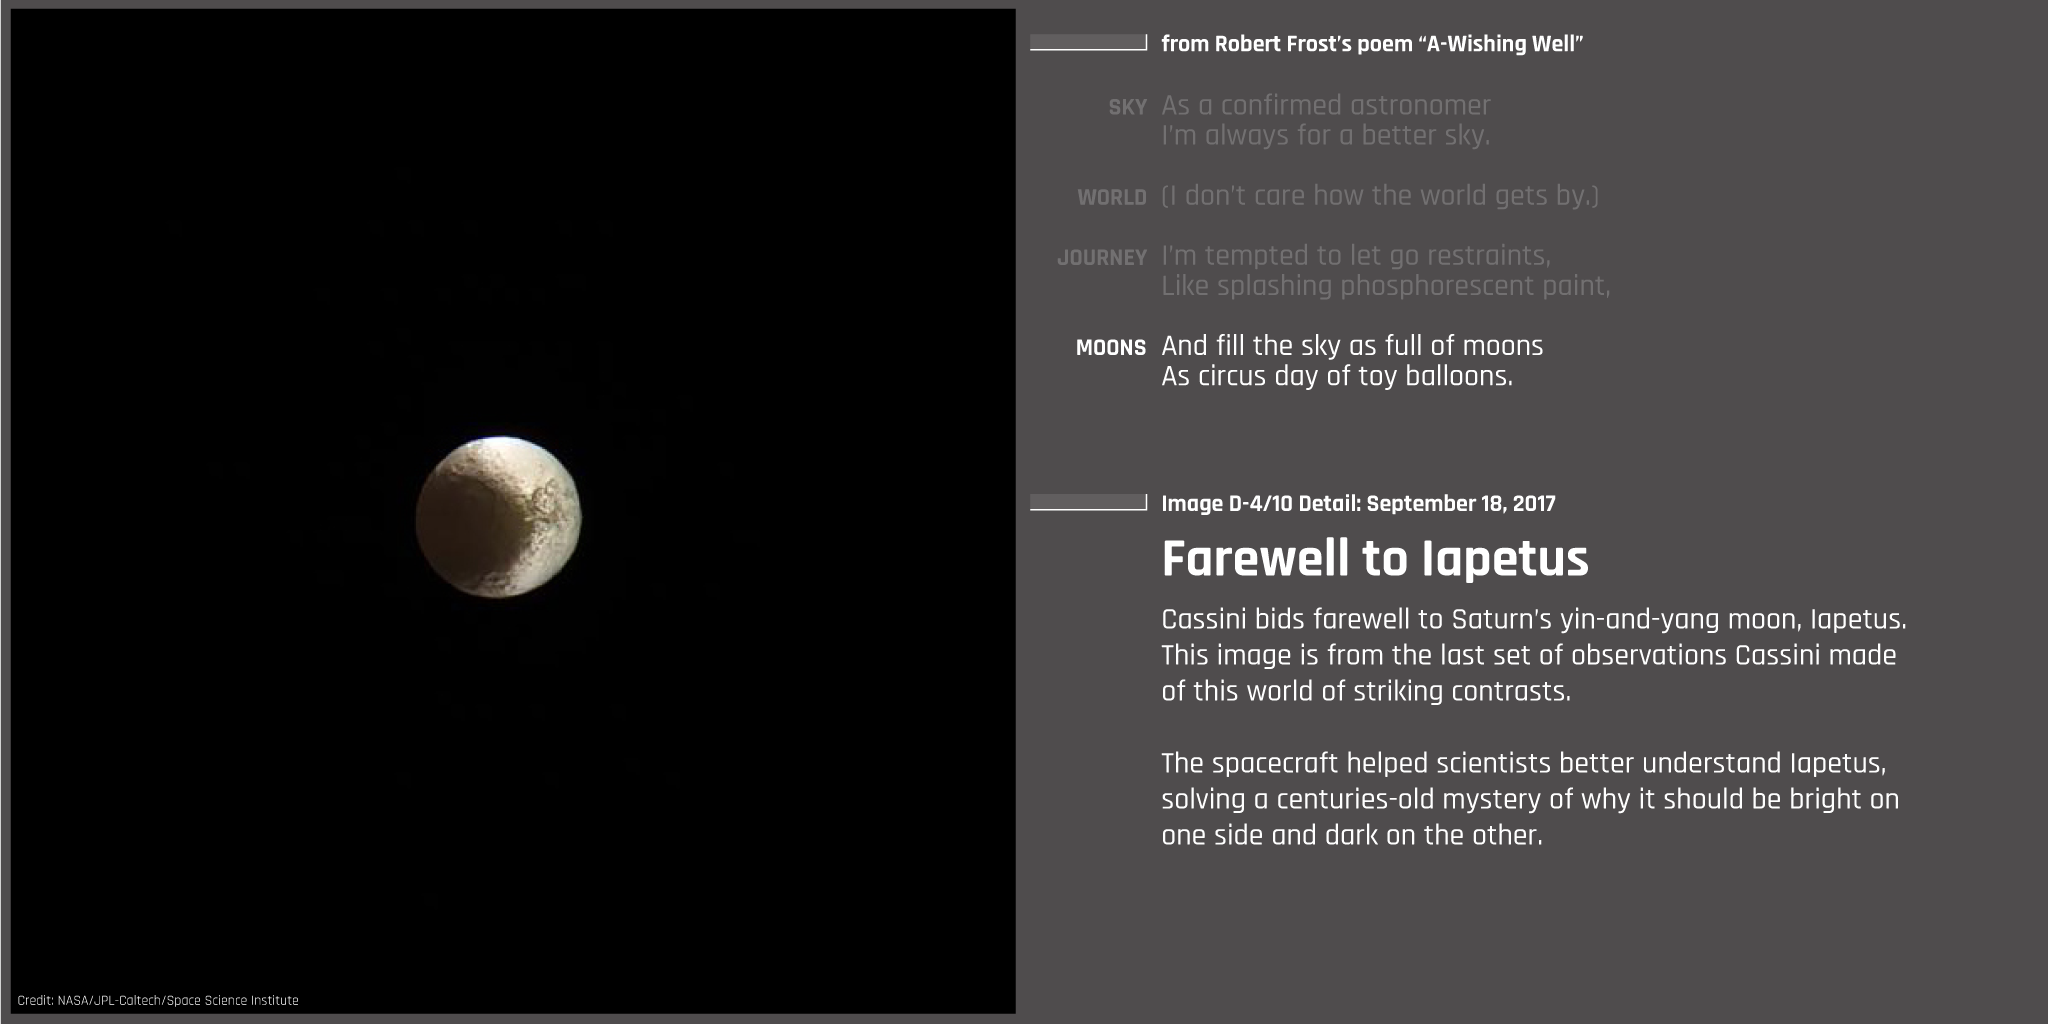 from Robert Frost’s poem “A-Wishing Well”
SKY As a confirmed astronomer
I’m always for a better sky.
WORLD (I don’t care how the world gets by.)
JOURNEY I’m tempted to let go restraints,
Like splashing phosphorescent paint,
MOONS And fill the sky as full of moons
As circus day of toy balloons.
Image D-4/10 Detail: September 18, 2017
Farewell to Iapetus
Cassini bids farewell to Saturn’s yin-and-yang moon, Iapetus.
This image is from the last set of observations Cassini made
of this world of striking contrasts.
The spacecraft helped scientists better understand Iapetus,
solving a centuries-old mystery of why it should be bright on
one side and dark on the other.
Credit: NASA/JPL-Caltech/Space Science Institute